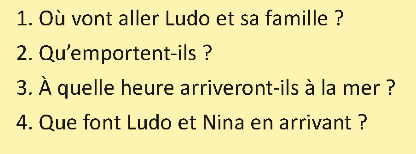 1. Où vont aller Ludo et sa famille ?
2. Qu’emportent-ils ?
3. À quelle heure arriveront-ils à la mer ?
4. Que font Ludo et Nina en arrivant ?